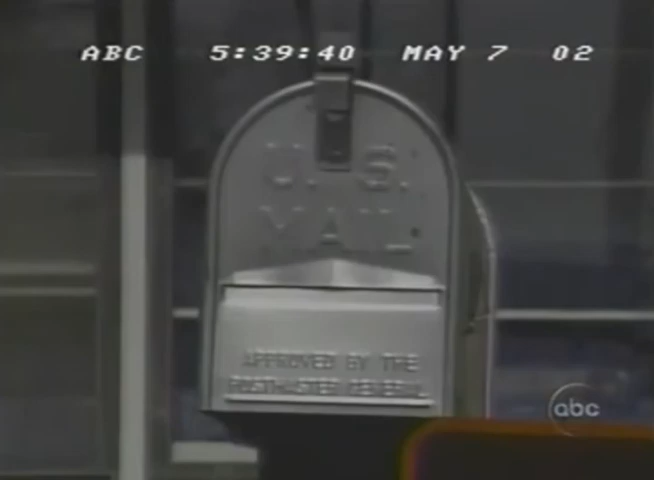 ABC 5:39:40 MAY 7 02
U. S.
MAIL
APPROVED BY THE
POSTMASTER GENERAL
abc